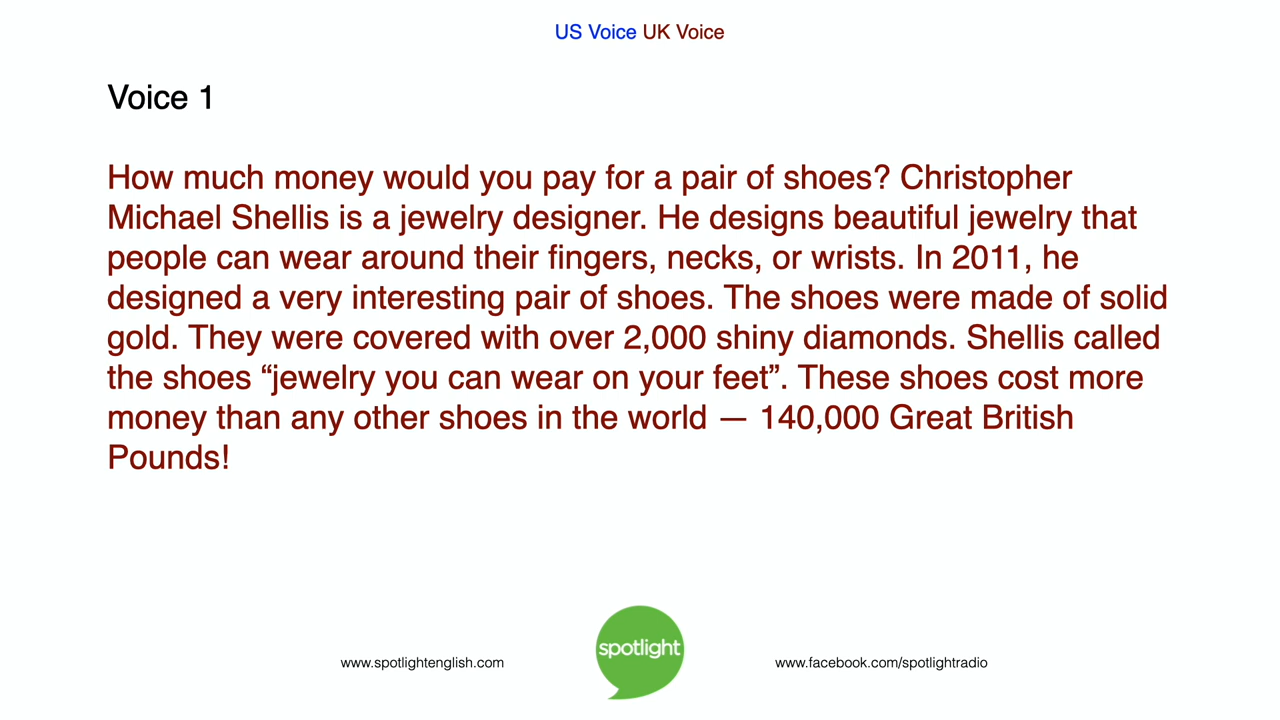 US Voice UK Voice
Voice 1
How much money would you pay for a pair of shoes? Christopher
Michael Shellis is a jewelry designer. He designs beautiful jewelry that
people can wear around their fingers, necks, or wrists. In 2011, he
designed a very interesting pair of shoes. The shoes were made of solid
gold. They were covered with over 2,000 shiny diamonds. Shellis called
the shoes “jewelry you can wear on your feet”. These shoes cost more
money than any other shoes in the world — 140,000 Great British
Pounds!
www.spotlightenglish.com
spotlight
www.facebook.com/spotlightradio